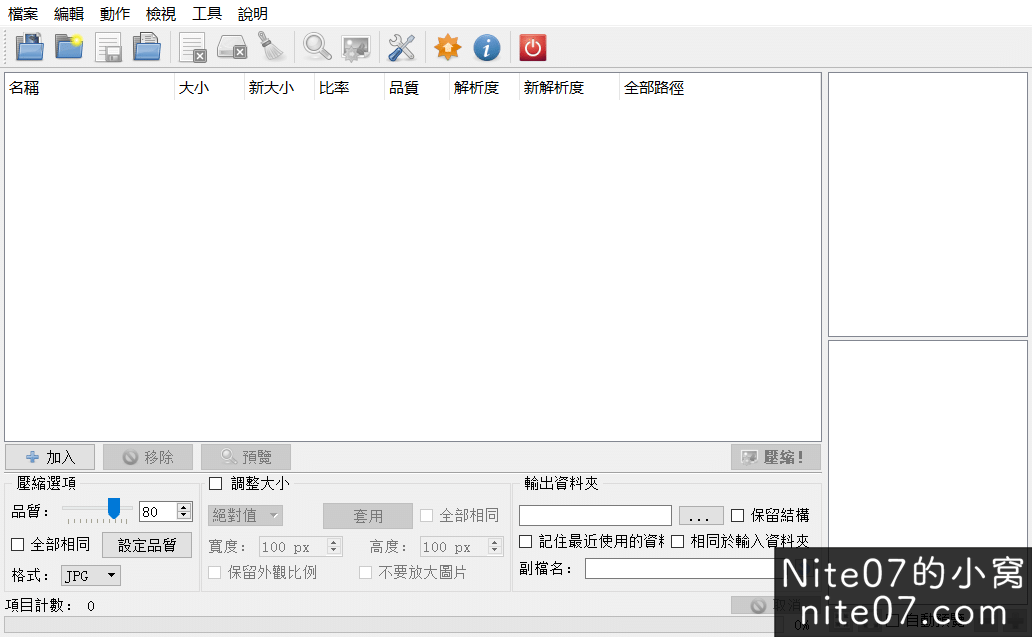 檔案 編輯 動作 檢視 工具 說明
名稱 大小 新大小 比率 品質 解析度 新解析度 全部路徑
加入 移除 預覽 壓縮!
壓縮選項 調整大小 輸出資料夾
品質: 80 絕對值 套用 全部相同 ... 保留結構
全部相同 設定品質 寬度: 100 px 高度: 100 px 記住最近使用的資料 相同於輸入資料夾
格式: JPG 保留外觀比例 不要放大圖片 副檔名:
項目計數: 0 取消
0% 自動預覽
Nite07的小窩
nite07.com